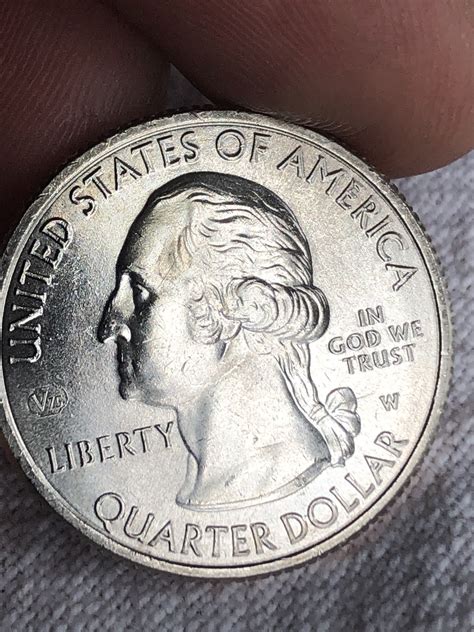 UNITED STATES OF AMERICA
IN
GOD WE
TRUST
W
LIBERTY
QUARTER DOLLAR